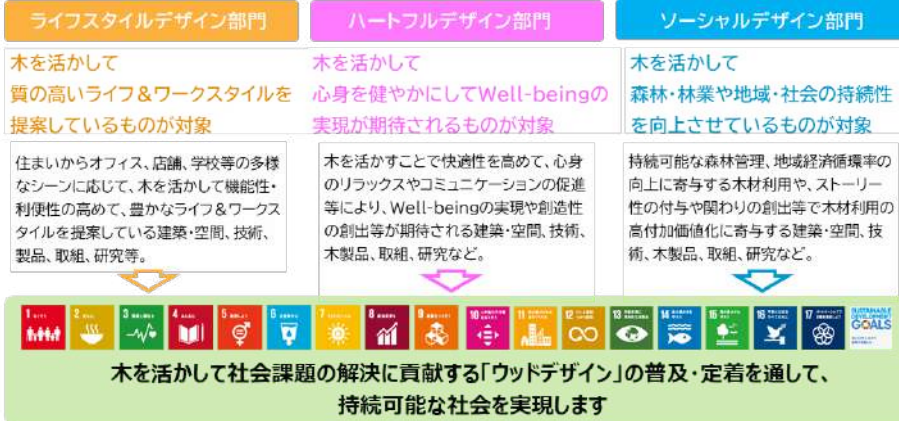 ライフスタイルデザイン部門
ハートフルデザイン部門
ソーシャルデザイン部門
木を活かして
質の高いライフ&ワークスタイルを
提案しているものが対象
木を活かして
心身を健やかにしてWell-beingの
実現が期待されるものが対象
木を活かして
森林・林業や地域・社会の持続性
を向上させているものが対象
住まいからオフィス、店舗、学校等の多様
なシーンに応じて、木を活かして機能性・
利便性の高めて、豊かなライフ&ワークス
タイルを提案している建築・空間、技術、
製品、取組、研究等。
木を活かすことで快適性を高めて、心身
のリラックスやコミュニケーションの促進
等により、Well-beingの実現や創造性
の創出等が期待される建築・空間、技術、
木製品、取組、研究など。
持続可能な森林管理、地域経済循環率の
向上に寄与する木材利用や、ストーリー
性の付与や関わりの創出等で木材利用の
高付加価値化に寄与する建築・空間、技
術、木製品、取組、研究など。
1
2
3
4
5
6
7
8
9
10
11
12
13
14
15
16
17
SUSTAINABLE
DEVELOPMENT
GOALS
木を活かして社会課題の解決に貢献する「ウッドデザイン」の普及・定着を通して、
持続可能な社会を実現します